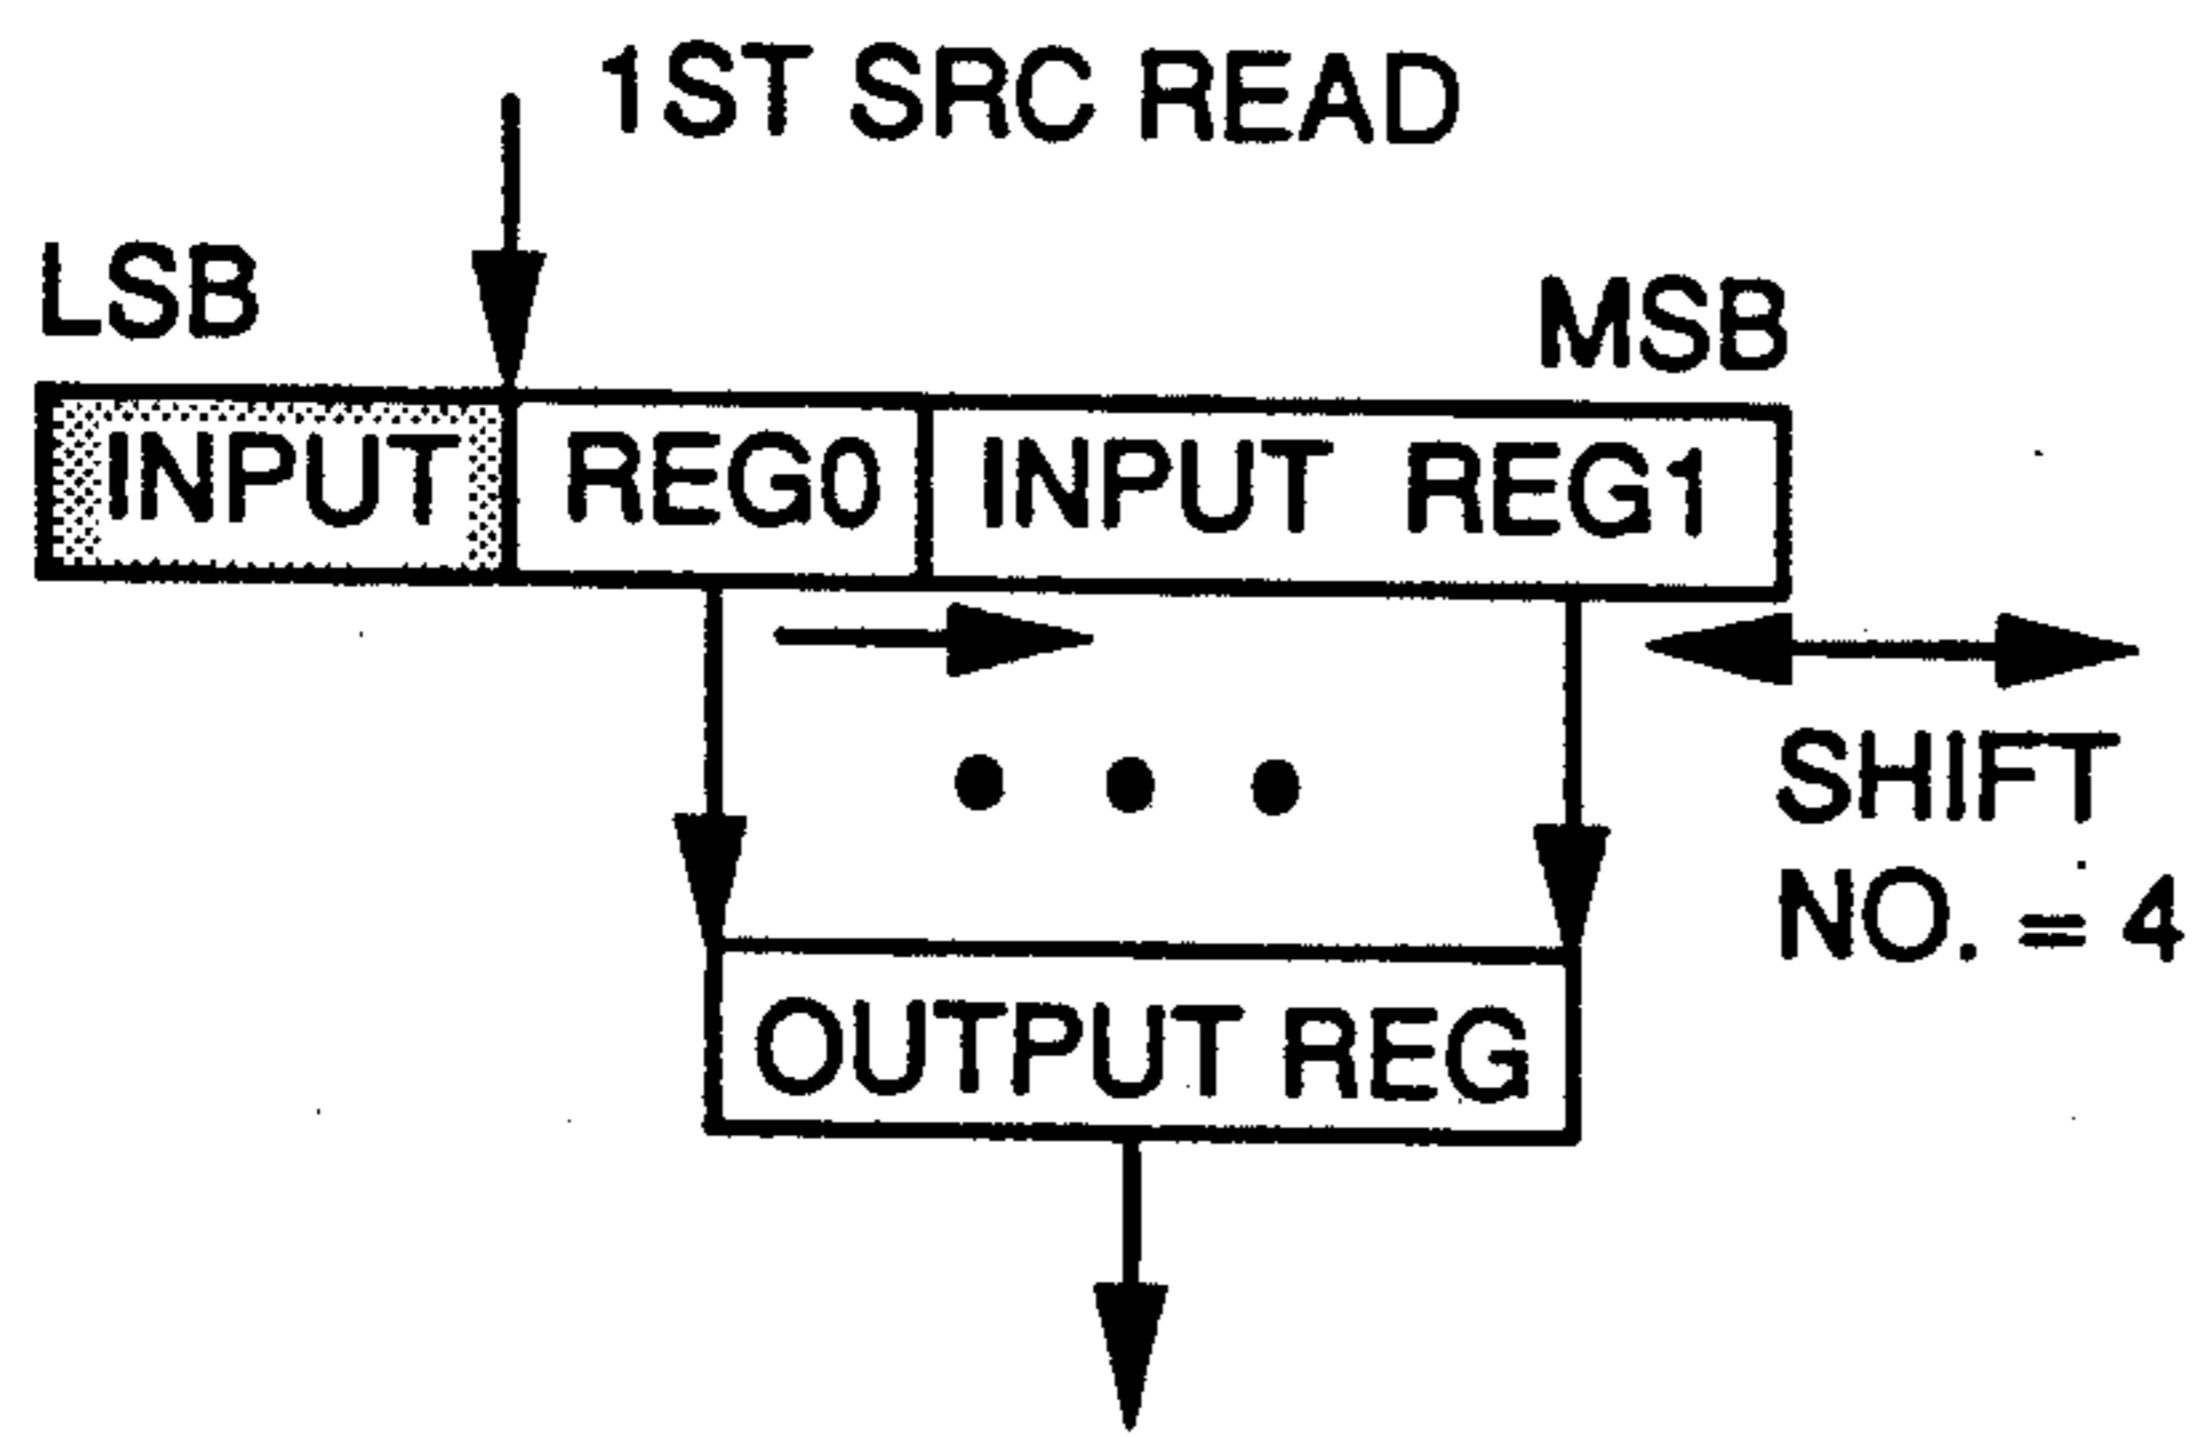 1ST SRC READ
LSB
MSB
INPUT REG0 INPUT REG1
SHIFT
NO. = 4
OUTPUT REG